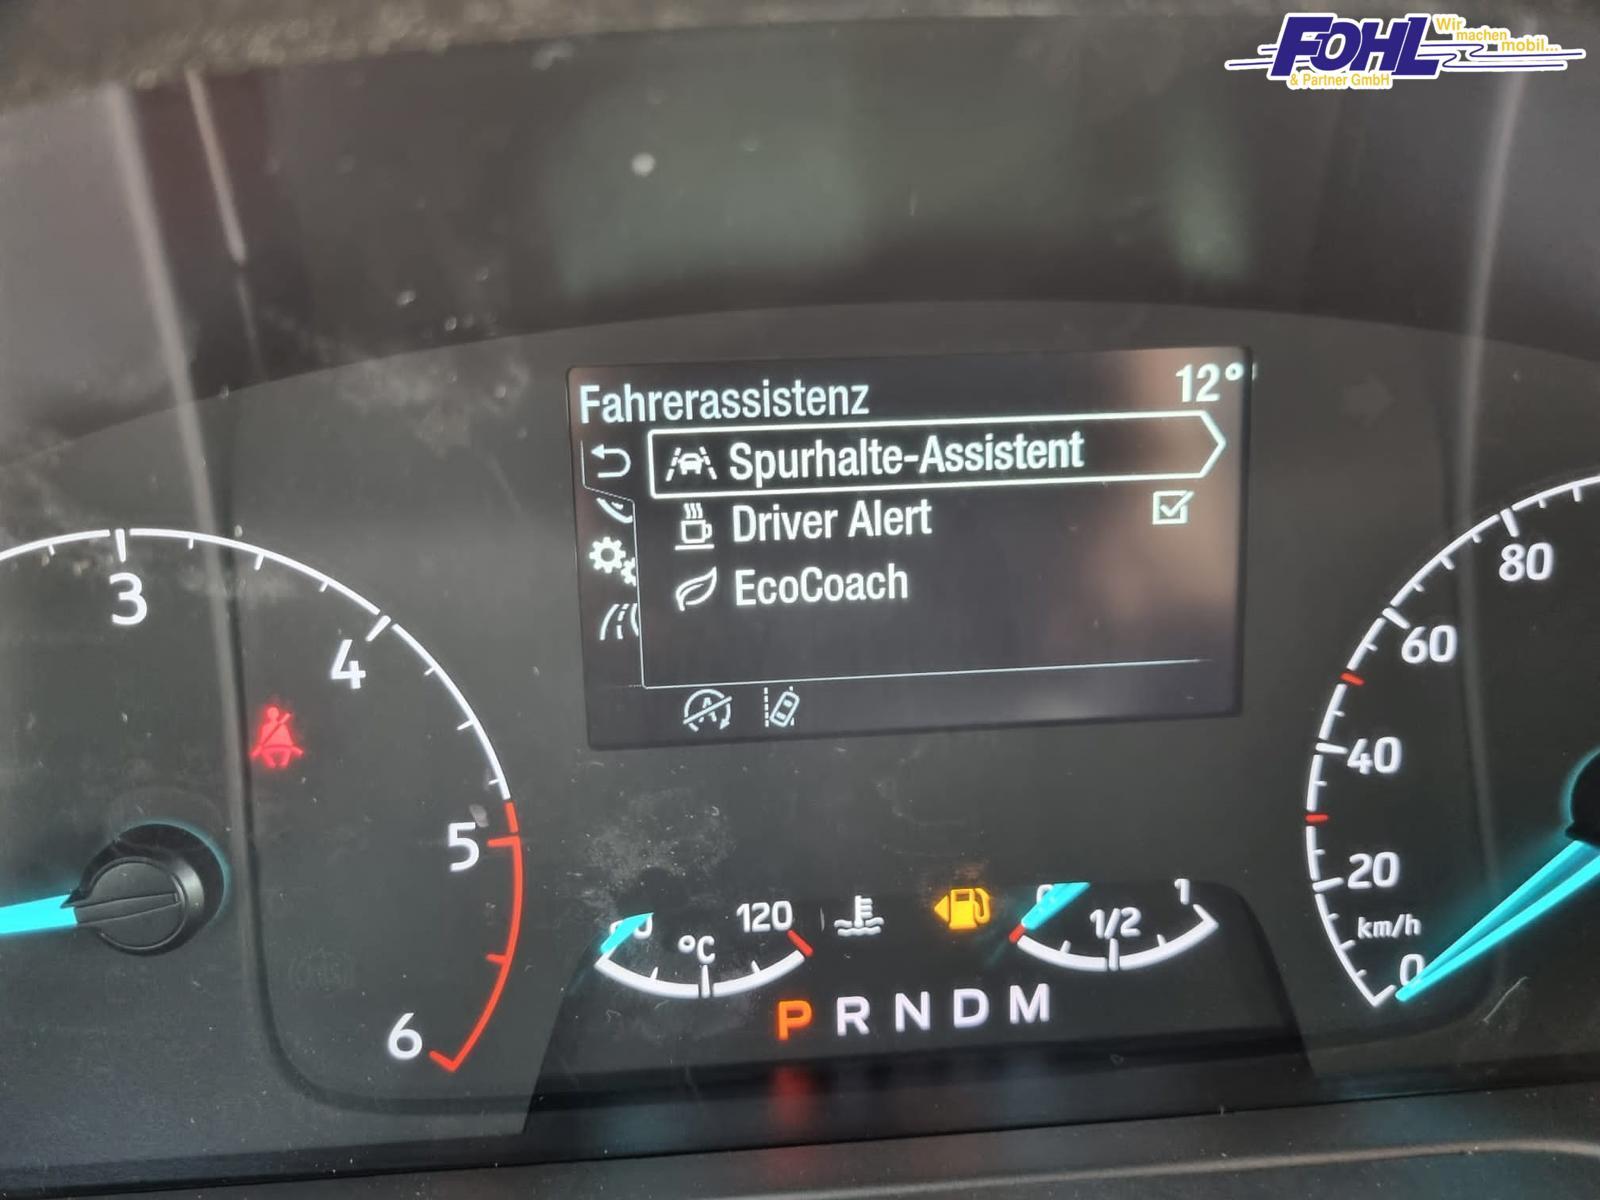 FOHL Wir machen mobil...
& Partner GmbH
Fahrerassistenz 12°
Spurhalte-Assistent
Driver Alert
EcoCoach
3
4
5
6
80
60
40
20
km/h
0
120
°C
1/2
1
P R N D M